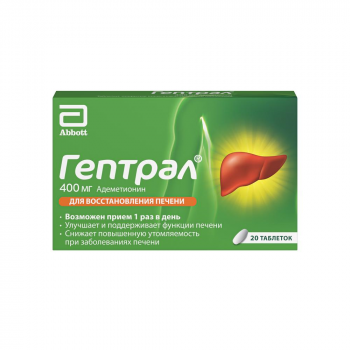 Abbott
Гептрал®
400 мг Адеметионин
ДЛЯ ВОССТАНОВЛЕНИЯ ПЕЧЕНИ
• Возможен прием 1 раз в день
• Улучшает и поддерживает функции печени
• Снижает повышенную утомляемость
при заболеваниях печени
20 ТАБЛЕТОК